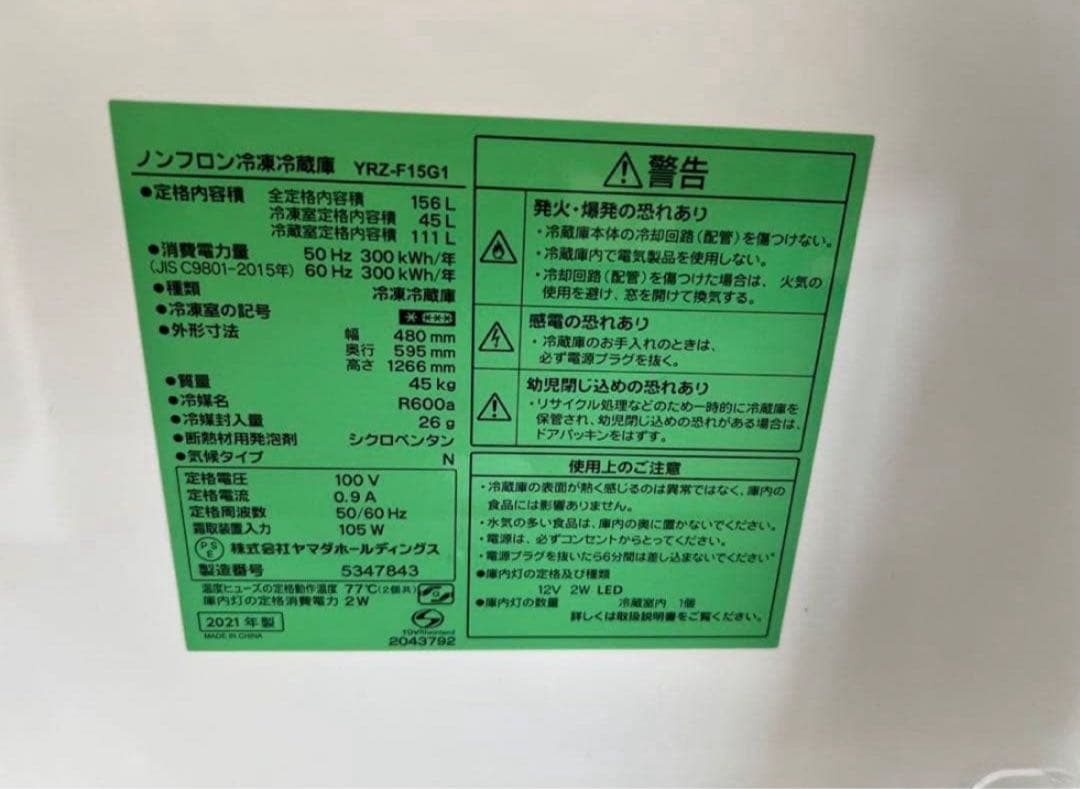 ノンフロン冷凍冷蔵庫 YRZ-F15G1
●定格内容積 全定格内容積 156 L
冷凍室定格内容積 45 L
冷蔵室定格内容積 111 L
●消費電力量 50 Hz 300 kWh/年
(JIS C9801-2015年) 60 Hz 300 kWh/年
●種類 冷凍冷蔵庫
●冷凍室の記号
●外形寸法 幅 480 mm
奥行 595 mm
高さ 1266 mm
●質量 45 kg
●冷媒名 R600a
●冷媒封入量 26 g
●断熱材用発泡剤 シクロペンタン
●気候タイプ N
定格電圧 100 V
定格電流 0.9 A
定格周波数 50/60 Hz
霜取装置入力 105 W
PSE 株式会社ヤマダホールディングス
製造番号 5347843
温度ヒューズの定格動作温度 77℃(2個共)
庫内灯の定格消費電力 2 W
2021 年製
MADE IN CHINA
TÜVRheinland
2043792
⚠警告
発火・爆発の恐れあり
・冷蔵庫本体の冷却回路(配管)を傷つけない。
・冷蔵庫内で電気製品を使用しない。
・冷却回路(配管)を傷つけた場合は、火気の
使用を避け、窓を開けて換気する。
感電の恐れあり
・冷蔵庫のお手入れのときは、
必ず電源プラグを抜く。
幼児閉じ込めの恐れあり
・リサイクル処理などのため一時的に冷蔵庫を
保管され、幼児閉じ込めの恐れがある場合は、
ドアパッキンをはずす。
使用上のご注意
・冷蔵庫の表面が熱く感じるのは異常ではなく、庫内の
食品には影響ありません。
・水気の多い食品は、庫内の奥に置かないでください。
・電源は、必ずコンセントからとってください。
・電源プラグを抜いたら6分間は差し込まないでください。
●庫内灯の定格及び種類
12V 2W LED
●庫内灯の数量 冷蔵室内 1個
詳しくは取扱説明書をご覧ください。